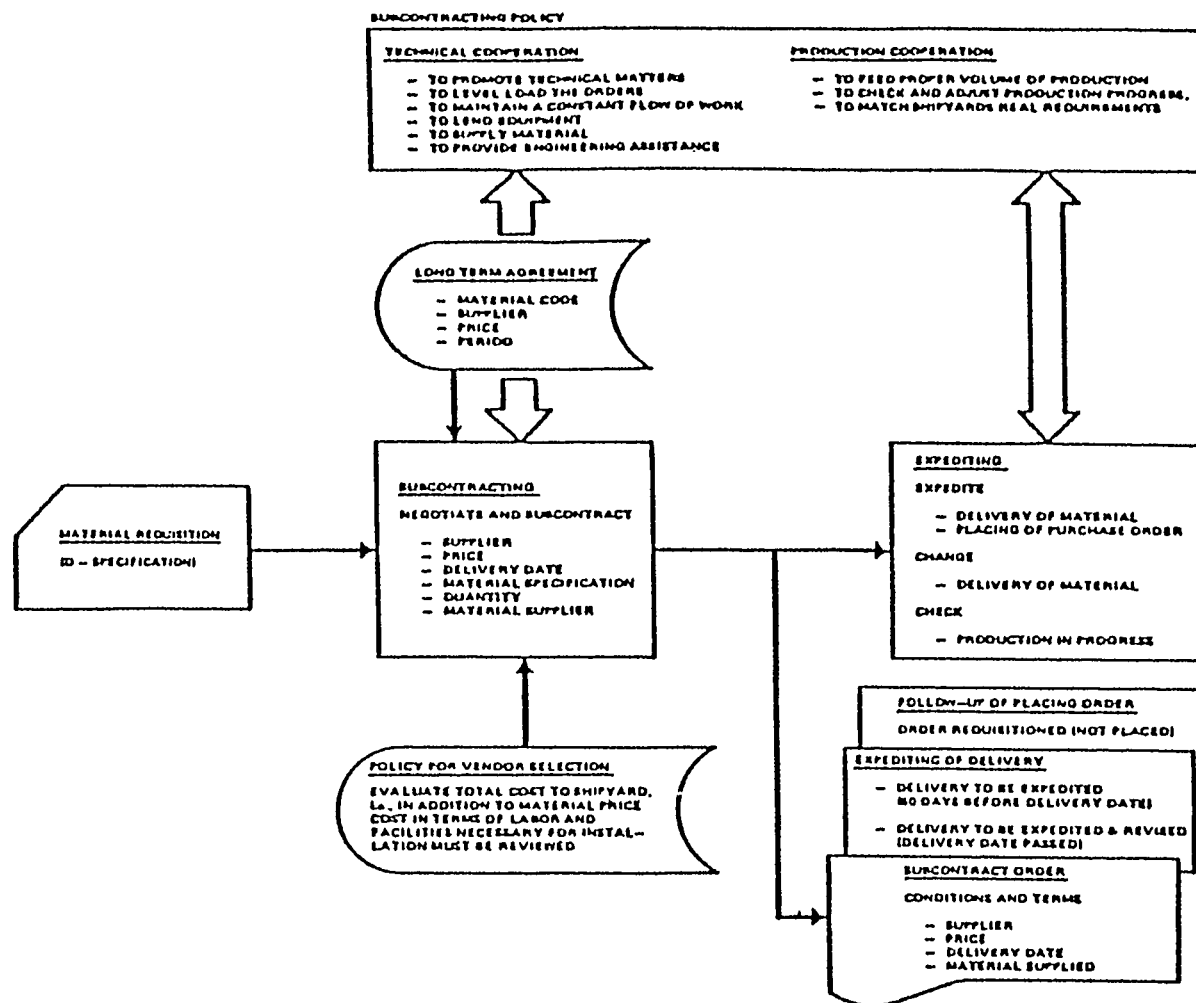 SUBCONTRACTING POLICY
TECHNICAL COOPERATION
– TO PROMOTE TECHNICAL MATTERS
– TO LEVEL LOAD THE ORDERS
– TO MAINTAIN A CONSTANT FLOW OF WORK
– TO LEND EQUIPMENT
– TO SUPPLY MATERIAL
– TO PROVIDE ENGINEERING ASSISTANCE
PRODUCTION COOPERATION
– TO FEED PROPER VOLUME OF PRODUCTION
– TO CHECK AND ADJUST PRODUCTION PROGRESS,
– TO MATCH SHIPYARDS REAL REQUIREMENTS
LONG TERM AGREEMENT
– MATERIAL CODE
– SUPPLIER
– PRICE
– PERIOD
MATERIAL REQUISITION
(D – SPECIFICATION)
SUBCONTRACTING
NEGOTIATE AND SUBCONTRACT
– SUPPLIER
– PRICE
– DELIVERY DATE
– MATERIAL SPECIFICATION
– QUANTITY
– MATERIAL SUPPLIER
EXPEDITING
EXPEDITE
– DELIVERY OF MATERIAL
– PLACING OF PURCHASE ORDER
CHANGE
– DELIVERY OF MATERIAL
CHECK
– PRODUCTION IN PROGRESS
POLICY FOR VENDOR SELECTION
EVALUATE TOTAL COST TO SHIPYARD,
IN ADDITION TO MATERIAL PRICE
COST IN TERMS OF LABOR AND
FACILITIES NECESSARY FOR INSTAL–
LATION MUST BE REVIEWED
FOLLOW–UP OF PLACING ORDER
ORDER REQUISITIONED (NOT PLACED)
EXPEDITING OF DELIVERY
– DELIVERY TO BE EXPEDITED
DAYS BEFORE DELIVERY DATE)
– DELIVERY TO BE EXPEDITED & REVISED
(DELIVERY DATE PASSED)
SUBCONTRACT ORDER
CONDITIONS AND TERMS
– SUPPLIER
– PRICE
– DELIVERY DATE
– MATERIAL SUPPLIED